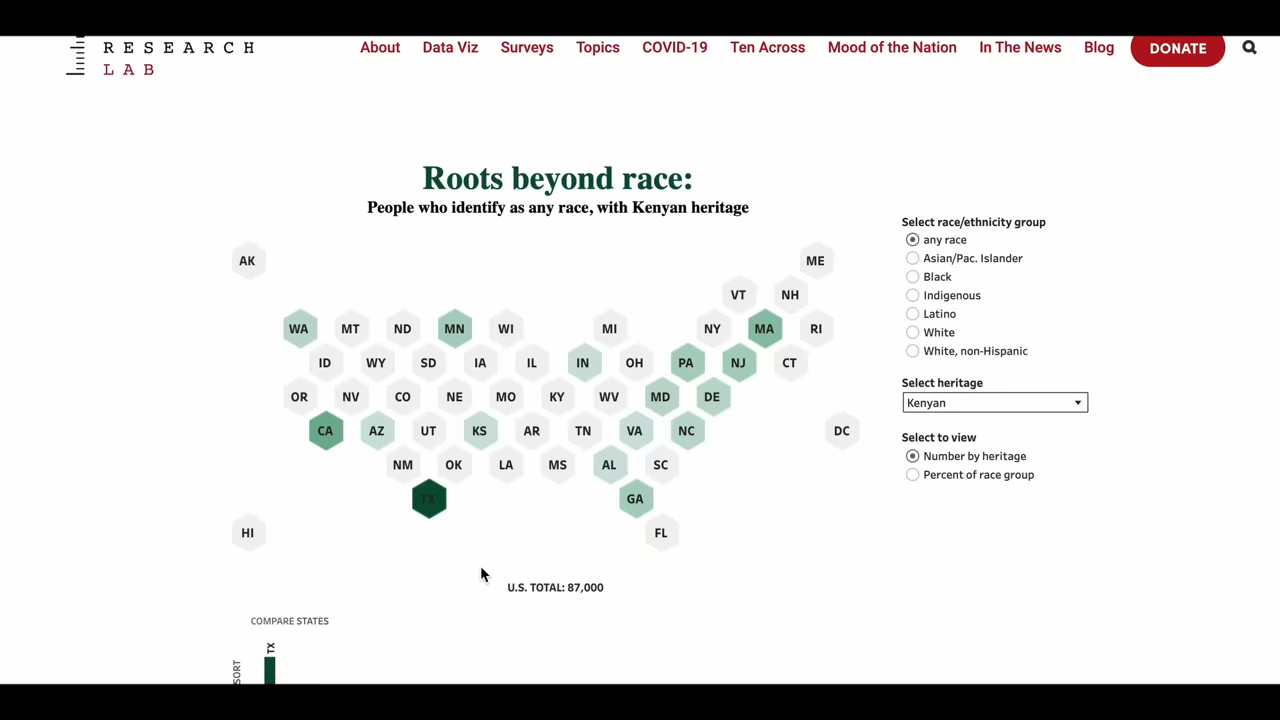 RESEARCH
LAB
About Data Viz Surveys Topics COVID-19 Ten Across Mood of the Nation In The News Blog DONATE
Roots beyond race:
People who identify as any race, with Kenyan heritage
AK ME
VT NH
WA MT ND MN WI MI NY MA RI
ID WY SD IA IL IN OH PA NJ CT
OR NV CO NE MO KY WV MD DE
CA AZ UT KS AR TN VA NC DC
NM OK LA MS AL SC
TX GA
HI FL
U.S. TOTAL: 87,000
COMPARE STATES
SORT
TX
Select race/ethnicity group
any race
Asian/Pac. Islander
Black
Indigenous
Latino
White
White, non-Hispanic
Select heritage
Kenyan
Select to view
Number by heritage
Percent of race group